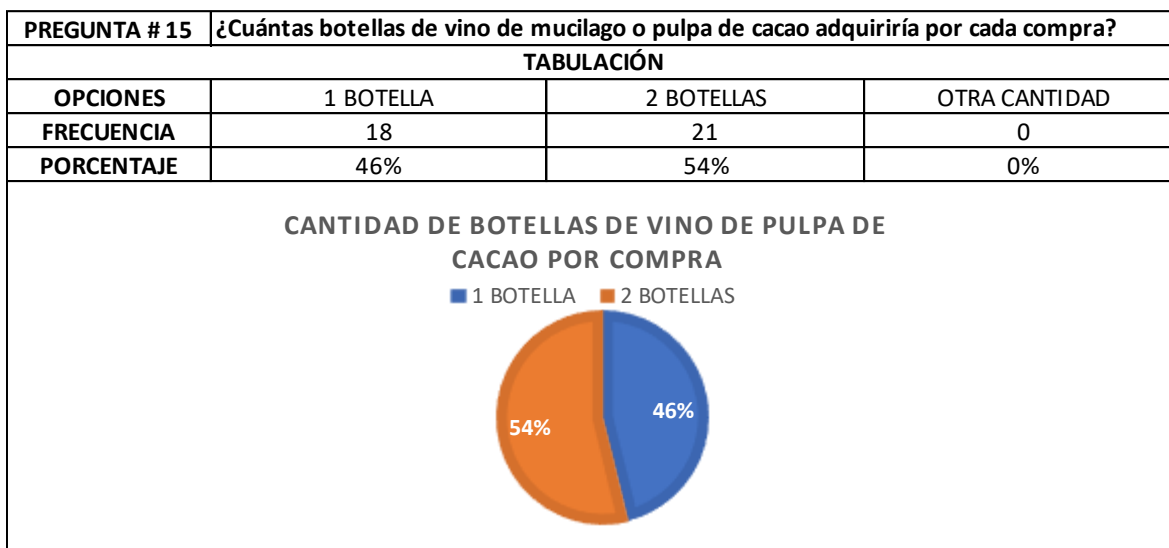 PREGUNTA # 15 ¿Cuántas botellas de vino de mucilago o pulpa de cacao adquiriría por cada compra?
TABULACIÓN
OPCIONES 1 BOTELLA 2 BOTELLAS OTRA CANTIDAD
FRECUENCIA 18 21 0
PORCENTAJE 46% 54% 0%
CANTIDAD DE BOTELLAS DE VINO DE PULPA DE
CACAO POR COMPRA
1 BOTELLA 2 BOTELLAS
54% 46%